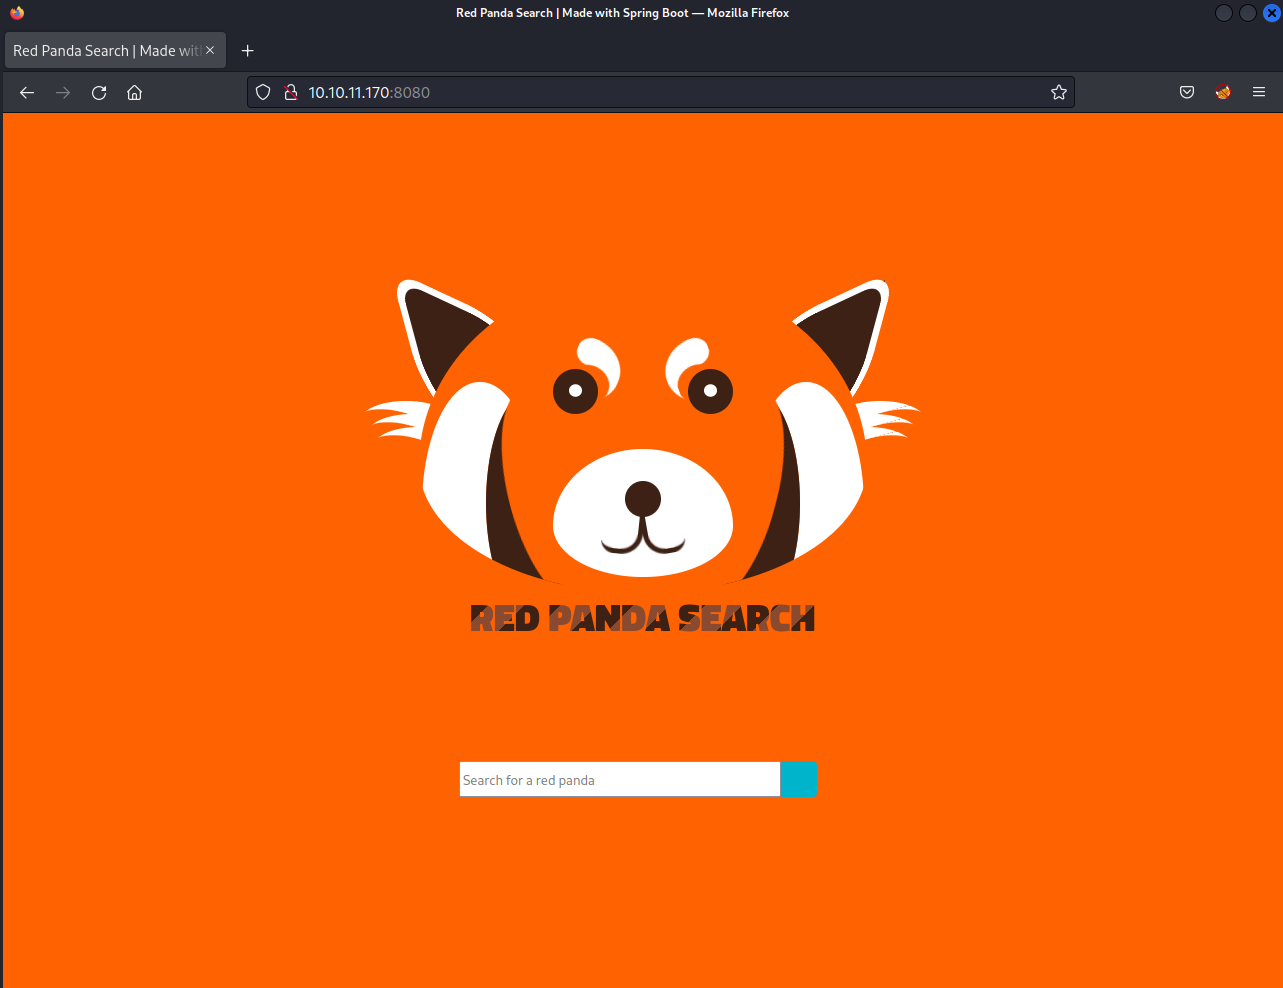 Red Panda Search | Made with Spring Boot — Mozilla Firefox
Red Panda Search | Made with
10.10.11.170:8080
RED PANDA SEARCH
Search for a red panda